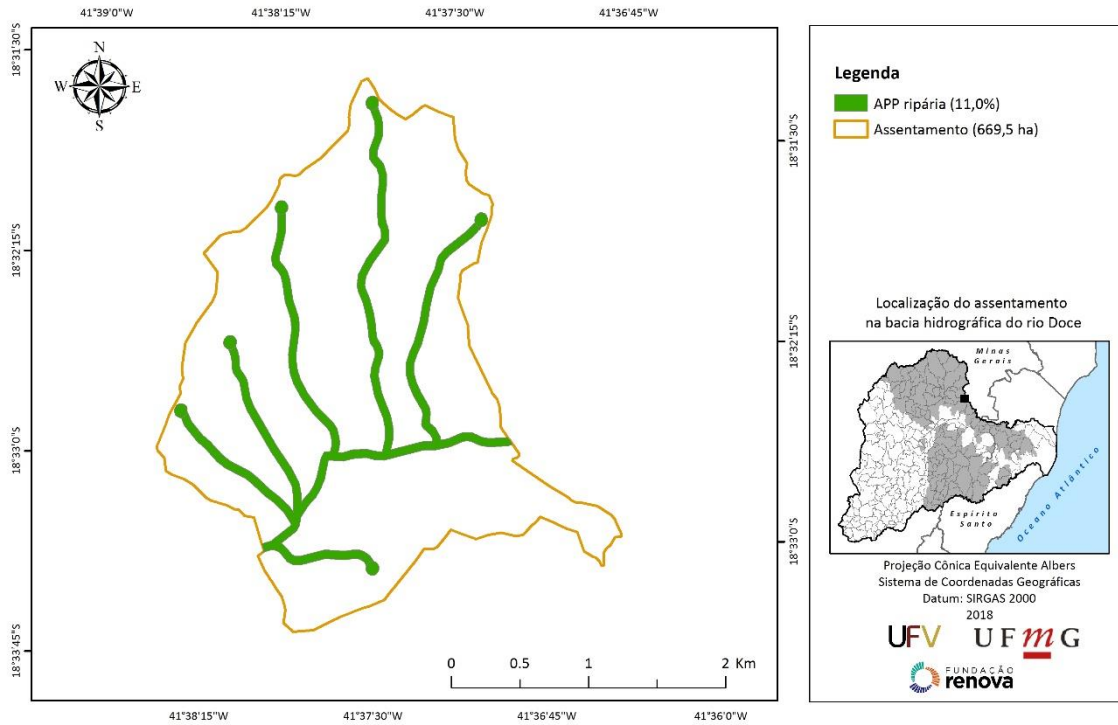 41°39'0"W 41°38'15"W 41°37'30"W 41°36'45"W
18°31'30"S
18°32'15"S
18°33'0"S
18°33'45"S
N
W E
S
18°31'30"S
18°32'15"S
18°33'0"S
0 0.5 1 2 Km
41°38'15"W 41°37'30"W 41°36'45"W 41°36'0"W
Legenda
APP ripária (11,0%)
Assentamento (669,5 ha)
Localização do assentamento
na bacia hidrográfica do rio Doce
Minas
Gerais
Espírito
Santo
Oceano Atlântico
Projeção Cônica Equivalente Albers
Sistema de Coordenadas Geográficas
Datum: SIRGAS 2000
2018
UFV UFmG
FUNDAÇÃO
renova